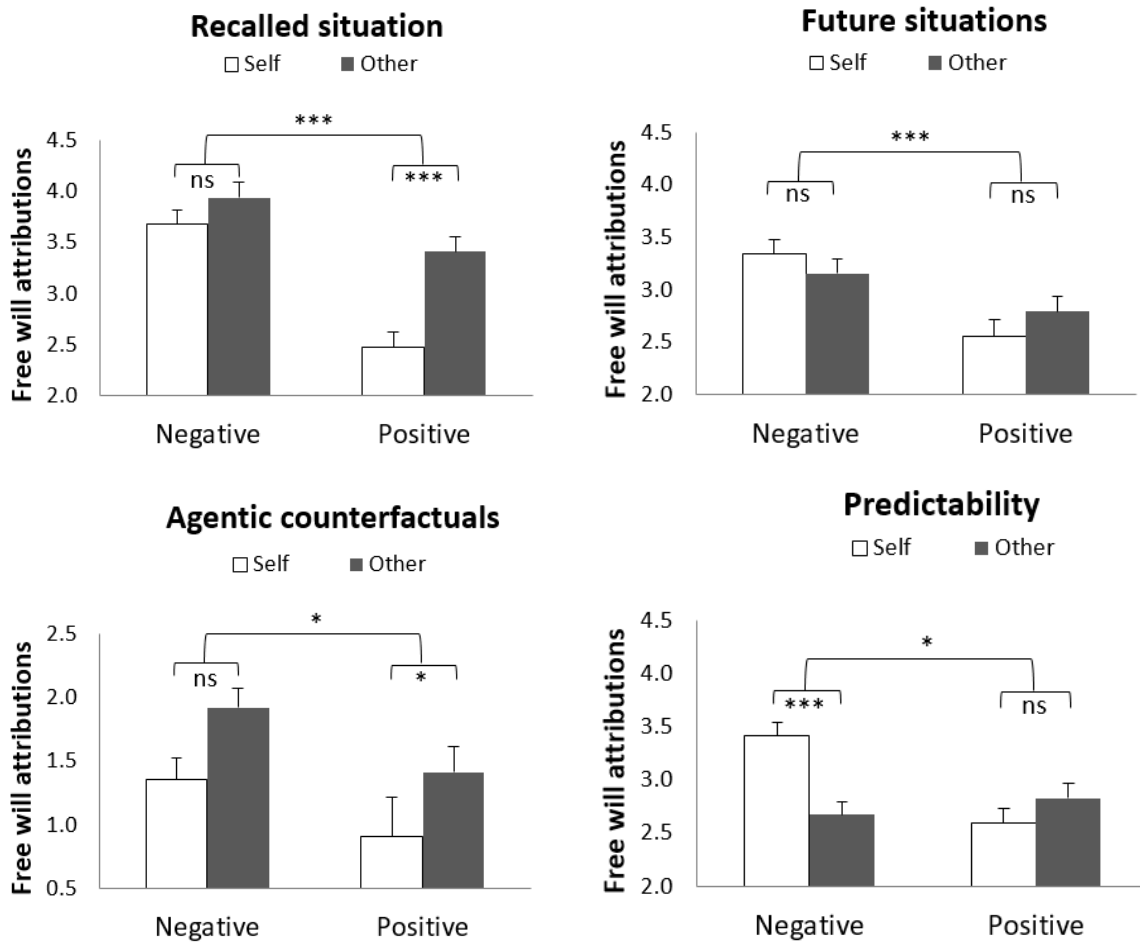 Recalled situation
Self Other
Free will attributions
4.5
4.0
3.5
3.0
2.5
2.0
***
ns
***
Negative Positive
Future situations
Self Other
Free will attributions
4.5
4.0
3.5
3.0
2.5
2.0
***
ns
ns
Negative Positive
Agentic counterfactuals
Self Other
Free will attributions
2.5
2.0
1.5
1.0
0.5
*
ns
*
Negative Positive
Predictability
Self Other
Free will attributions
4.5
4.0
3.5
3.0
2.5
2.0
*
***
ns
Negative Positive